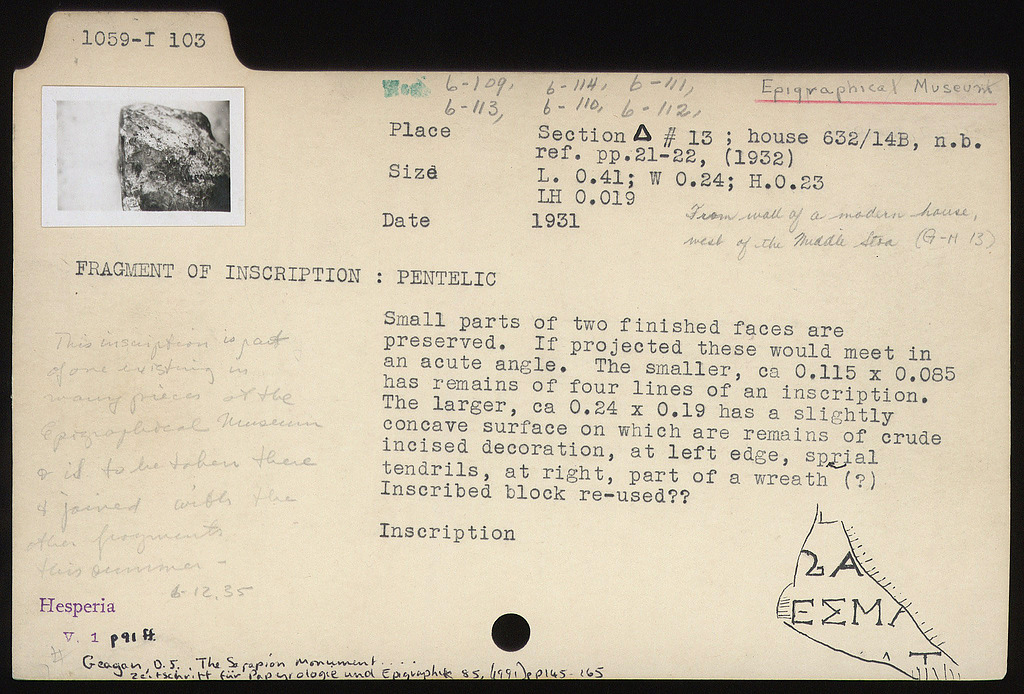 1059-I 103
6-109, 6-114, 6-111,
6-113, 6-110, 6-112,
Epigraphical Museum
Place Section Δ # 13 ; house 632/14B, n.b.
ref. pp.21-22, (1932)
Size L. 0.41; W 0.24; H.0.23
LH 0.019
Date 1931
From wall of a modern house,
west of the Middle Stoa (G-H 13)
FRAGMENT OF INSCRIPTION : PENTELIC
Small parts of two finished faces are
preserved. If projected these would meet in
an acute angle. The smaller, ca 0.115 x 0.085
has remains of four lines of an inscription.
The larger, ca 0.24 x 0.19 has a slightly
concave surface on which are remains of crude
incised decoration, at left edge, sprial
tendrils, at right, part of a wreath (?)
Inscribed block re-used??
Inscription
This inscription is part
of one existing in
many pieces at the
Epigraphical Museum
& is to be taken there
& joined with the
other fragments
this summer -
6-12.35
Hesperia
V. 1 p 91 ff.
Geagan, D.J. The Sarapion Monument....
Zeitschrift für Papyrologie und Epigraphik 85, (1991) pp145-165
ΕΣΜ
Τ